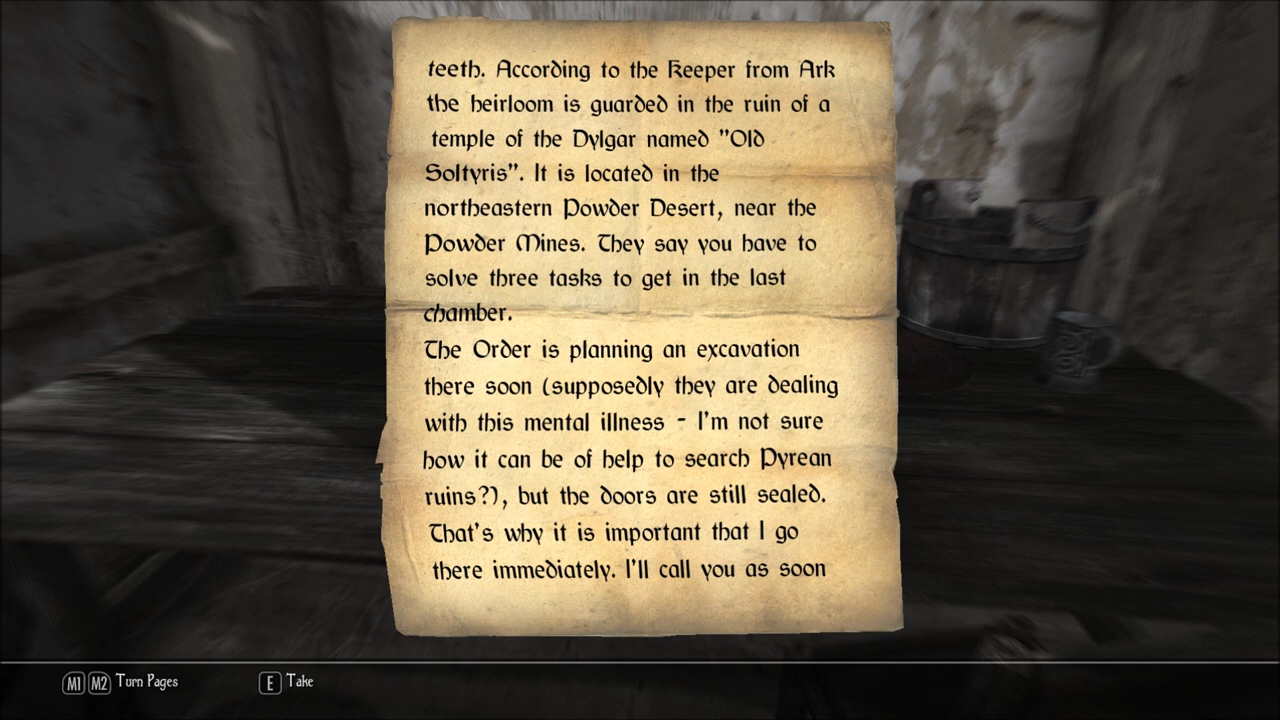 teeth. According to the Keeper from Ark
the heirloom is guarded in the ruin of a
temple of the Dylgar named "Old
Soltyris". It is located in the
northeastern Powder Desert, near the
Powder Mines. They say you have to
solve three tasks to get in the last
chamber.
The Order is planning an excavation
there soon (supposedly they are dealing
with this mental illness - I'm not sure
how it can be of help to search Pyrean
ruins?), but the doors are still sealed.
That's why it is important that I go
there immediately. I'll call you as soon
M1 M2 Turn Pages E Take